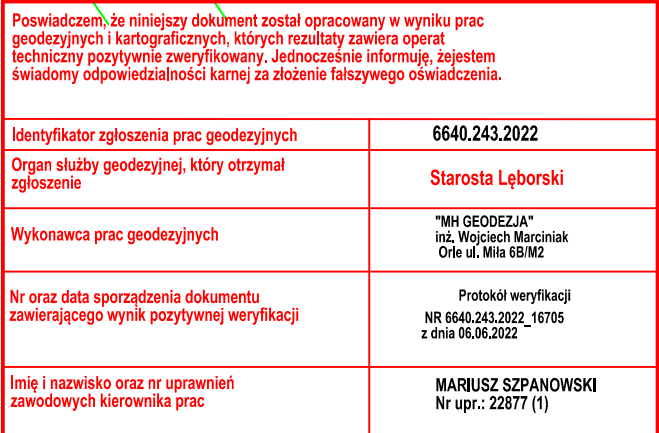 Poswiadczem, że niniejszy dokument został opracowany w wyniku prac
geodezyjnych i kartograficznych, których rezultaty zawiera operat
techniczny pozytywnie zweryfikowany. Jednocześnie informuję, żejestem
świadomy odpowiedzialności karnej za złożenie fałszywego oświadczenia.
Identyfikator zgłoszenia prac geodezyjnych
6640.243.2022
Organ służby geodezyjnej, który otrzymał
zgłoszenie
Starosta Lęborski
Wykonawca prac geodezyjnych
"MH GEODEZJA"
inż. Wojciech Marciniak
Orle ul. Miła 6B/M2
Nr oraz data sporządzenia dokumentu
zawierającego wynik pozytywnej weryfikacji
Protokół weryfikacji
NR 6640.243.2022_16705
z dnia 06.06.2022
Imię i nazwisko oraz nr uprawnień
zawodowych kierownika prac
MARIUSZ SZPANOWSKI
Nr upr.: 22877 (1)